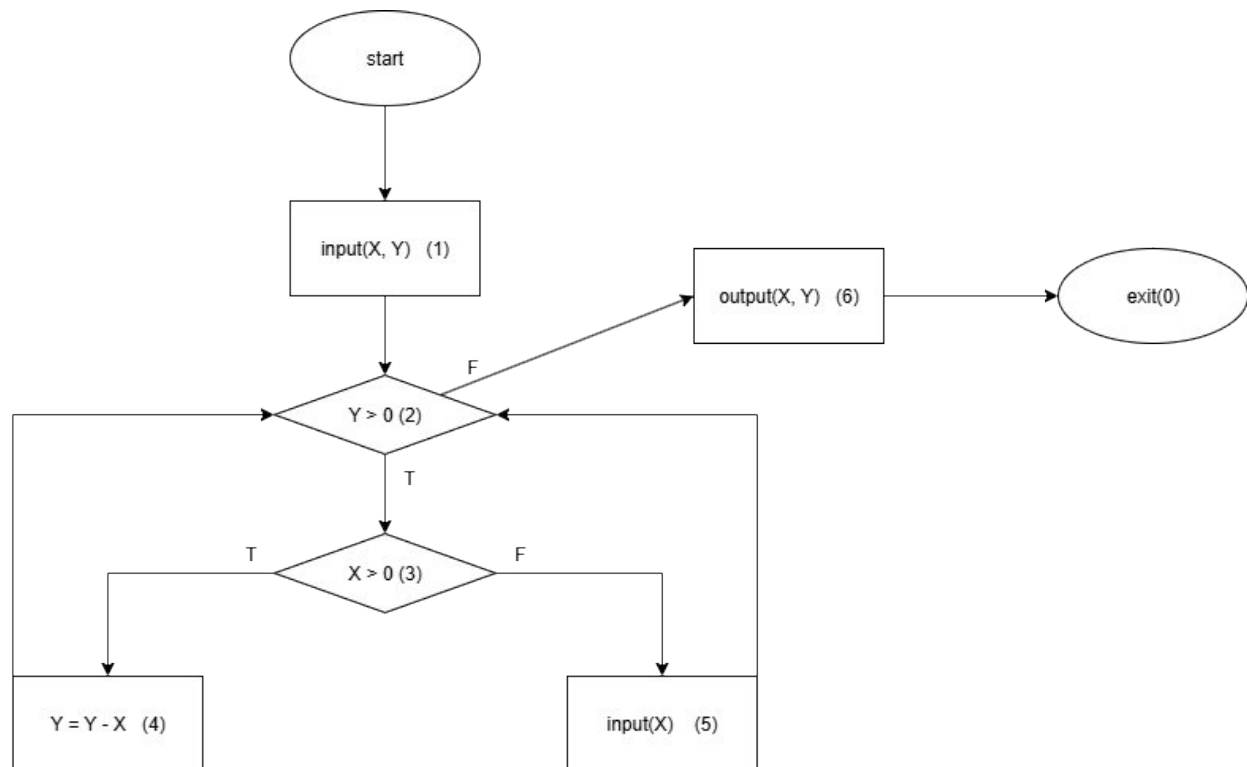 start
input(X, Y) (1)
output(X, Y) (6)
exit(0)
F
Y > 0 (2)
T
T
X > 0 (3)
F
Y = Y - X (4)
input(X) (5)